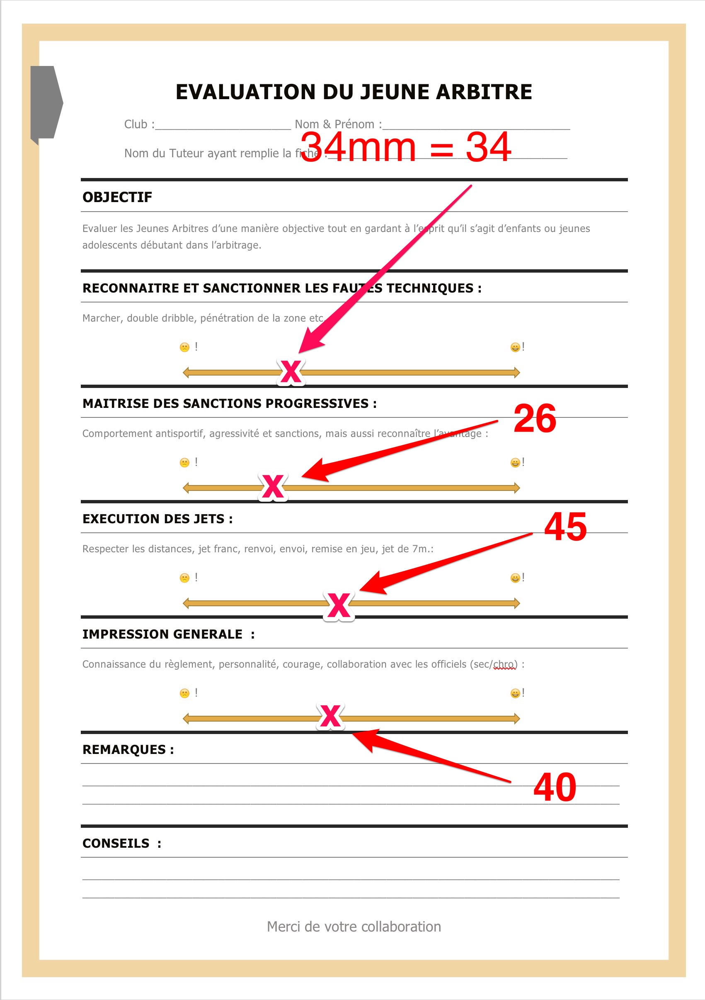 EVALUATION DU JEUNE ARBITRE
Club :_____________________ Nom & Prénom :_____________________________
34mm = 34
Nom du Tuteur ayant remplie la fiche :_____________________________________
OBJECTIF
Evaluer les Jeunes Arbitres d’une manière objective tout en gardant à l’esprit qu’il s’agit d’enfants ou jeunes
adolescents débutant dans l’arbitrage.
RECONNAITRE ET SANCTIONNER LES FAUTES TECHNIQUES :
Marcher, double dribble, pénétration de la zone etc.
! !
X
MAITRISE DES SANCTIONS PROGRESSIVES :
26
Comportement antisportif, agressivité et sanctions, mais aussi reconnaître l’avantage :
! !
X
EXECUTION DES JETS :
45
Respecter les distances, jet franc, renvoi, envoi, remise en jeu, jet de 7m.:
! !
X
IMPRESSION GENERALE :
Connaissance du règlement, personnalité, courage, collaboration avec les officiels (sec/chro) :
! !
X
REMARQUES :
40
CONSEILS :
Merci de votre collaboration